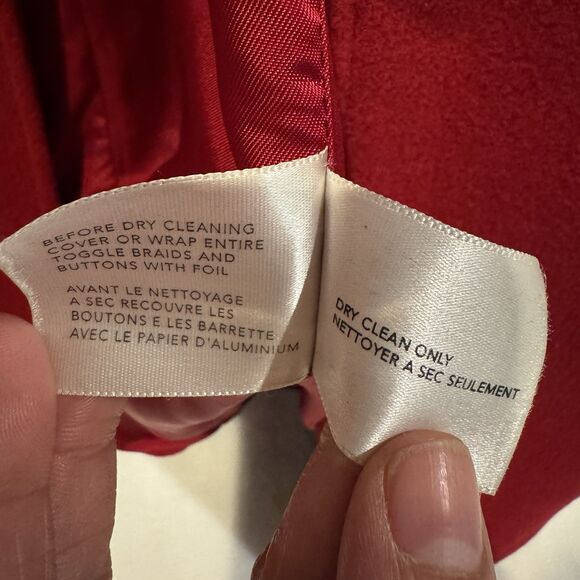 BEFORE DRY CLEANING
COVER OR WRAP ENTIRE
TOGGLE BRAIDS AND
BUTTONS WITH FOIL
AVANT LE NETTOYAGE
A SEC RECOUVRE LES
BOUTONS E.LES BARRETTE
AVEC LE PAPIER D'ALUMINIUM
DRY CLEAN ONLY
NETTOYER A SEC SEULEMENT